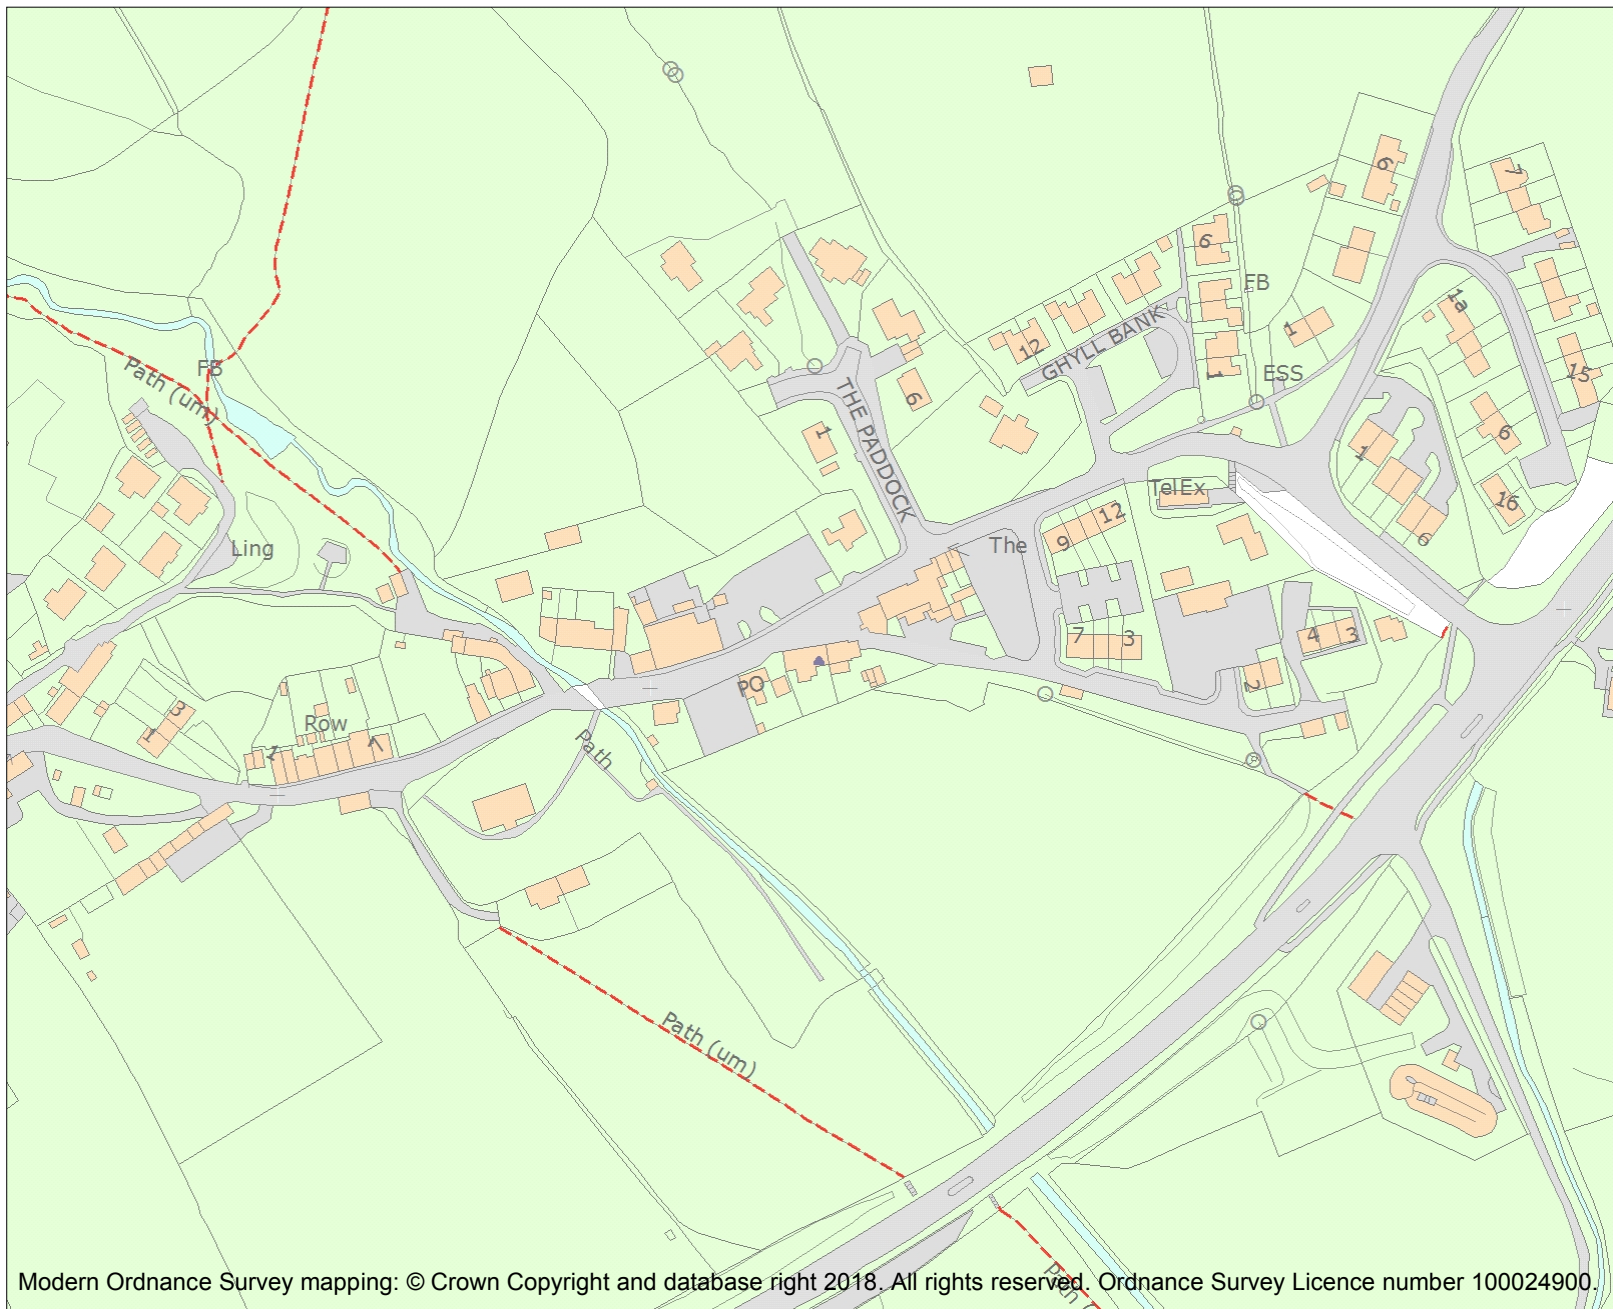 6
7
6
FB
1a
1
GHYLL BANK
12
FB
1
ESS
15
Path (um)
THE PADDOCK
6
1
6
1
TelEx
16
12
9
The
6
Ling
7
3
4
3
PO
2
3
1
Row
1
7
Path
Path (um)
Path (
Modern Ordnance Survey mapping: © Crown Copyright and database right 2018. All rights reserved. Ordnance Survey Licence number 100024900.